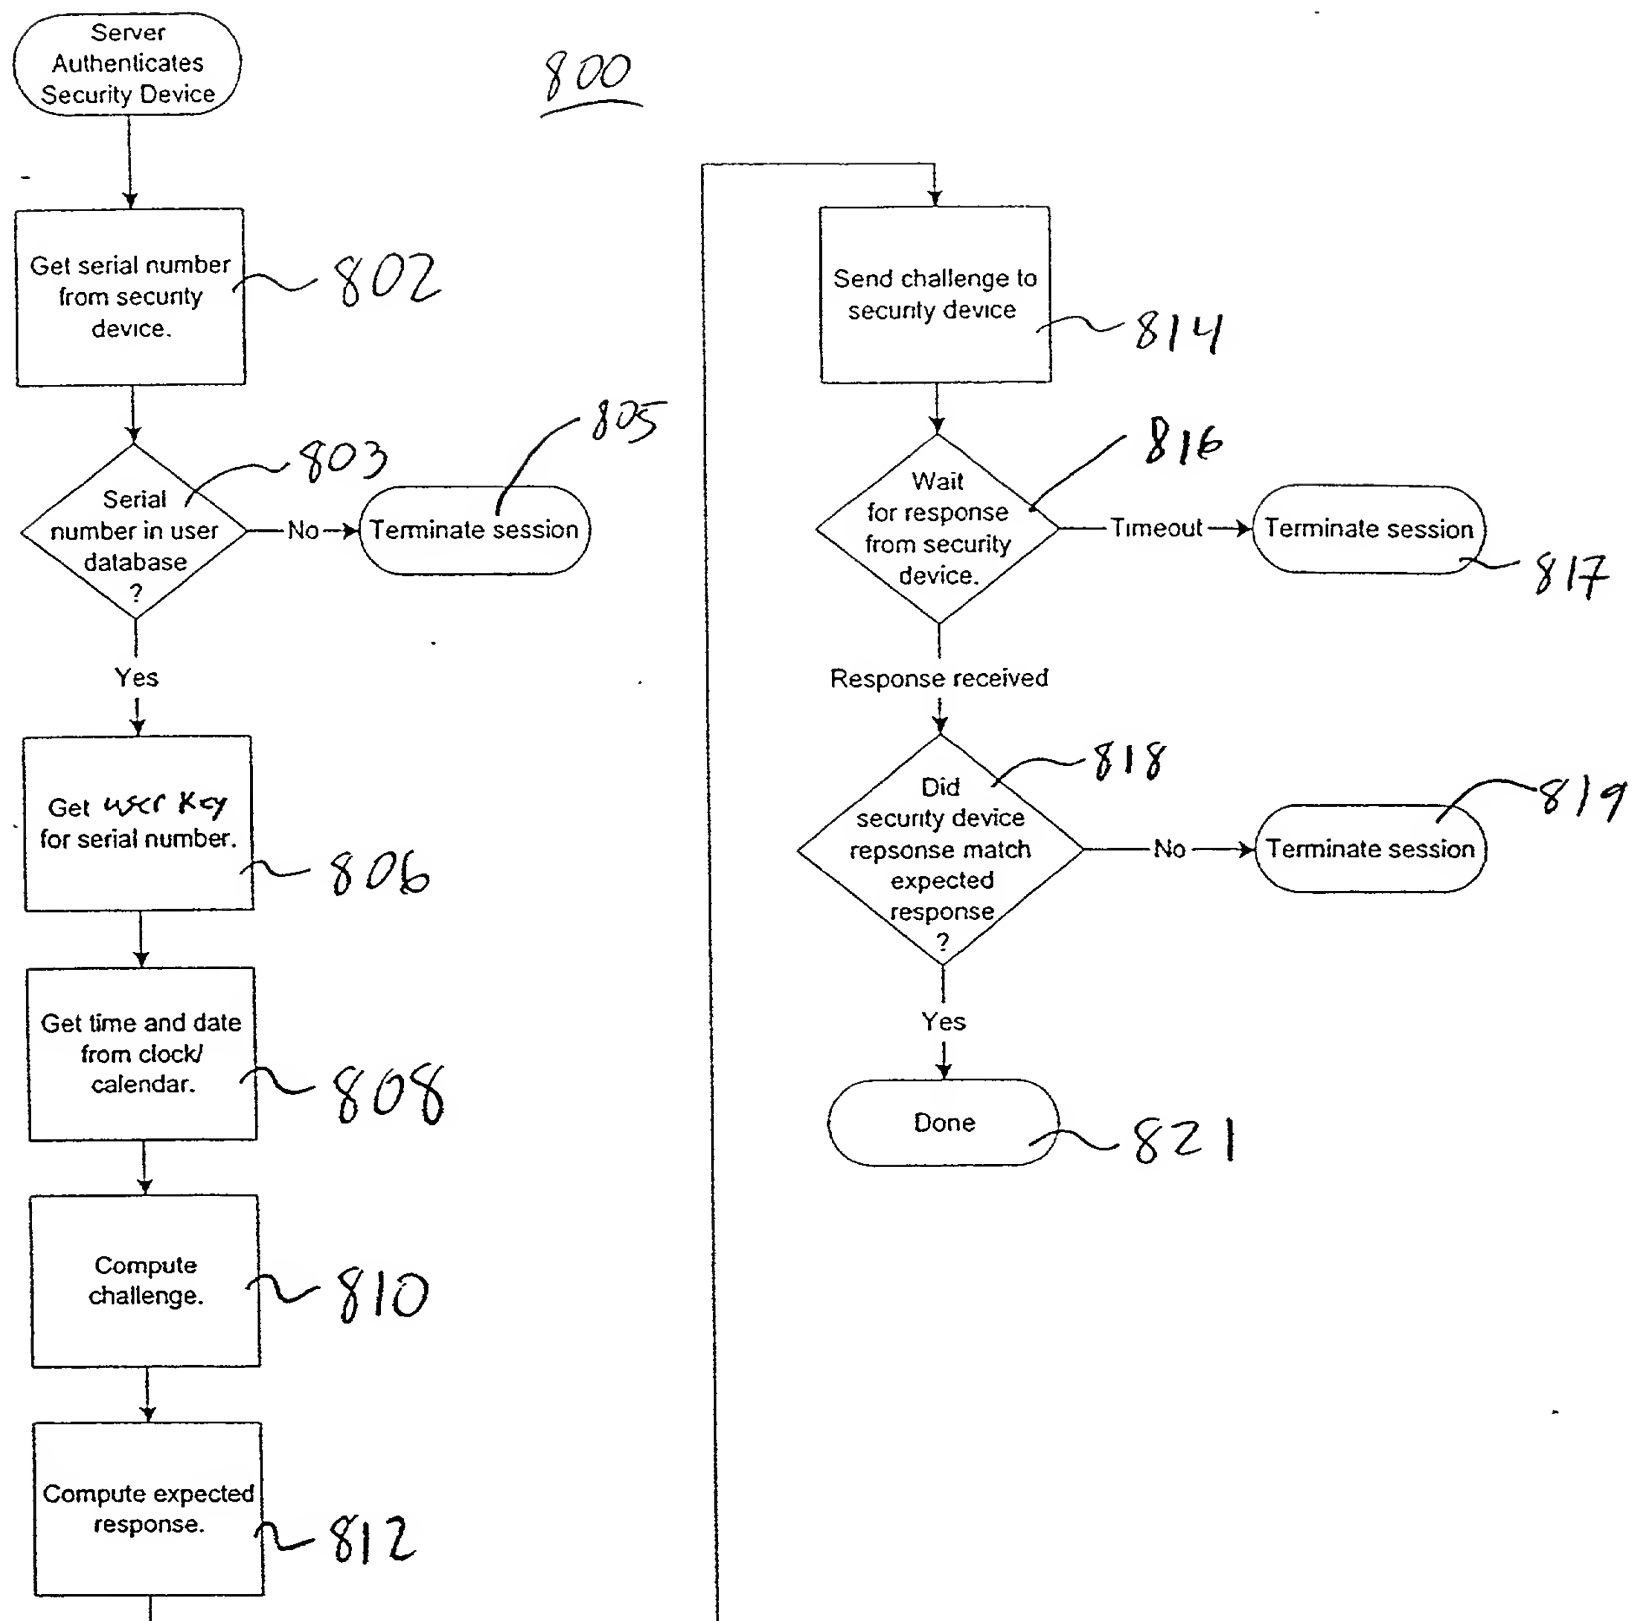 Server
Authenticates
Security Device
800
Get serial number
from security
device.
802
Serial
number in user
database
?
803
No
Terminate session
805
Yes
Get user key
for serial number.
806
Get time and date
from clock/
calendar.
808
Compute
challenge.
810
Compute expected
response.
812
Send challenge to
security device
814
Wait
for response
from security
device.
816
Timeout
Terminate session
817
Response received
Did
security device
repsonse match
expected
response
?
818
No
Terminate session
819
Yes
Done
821